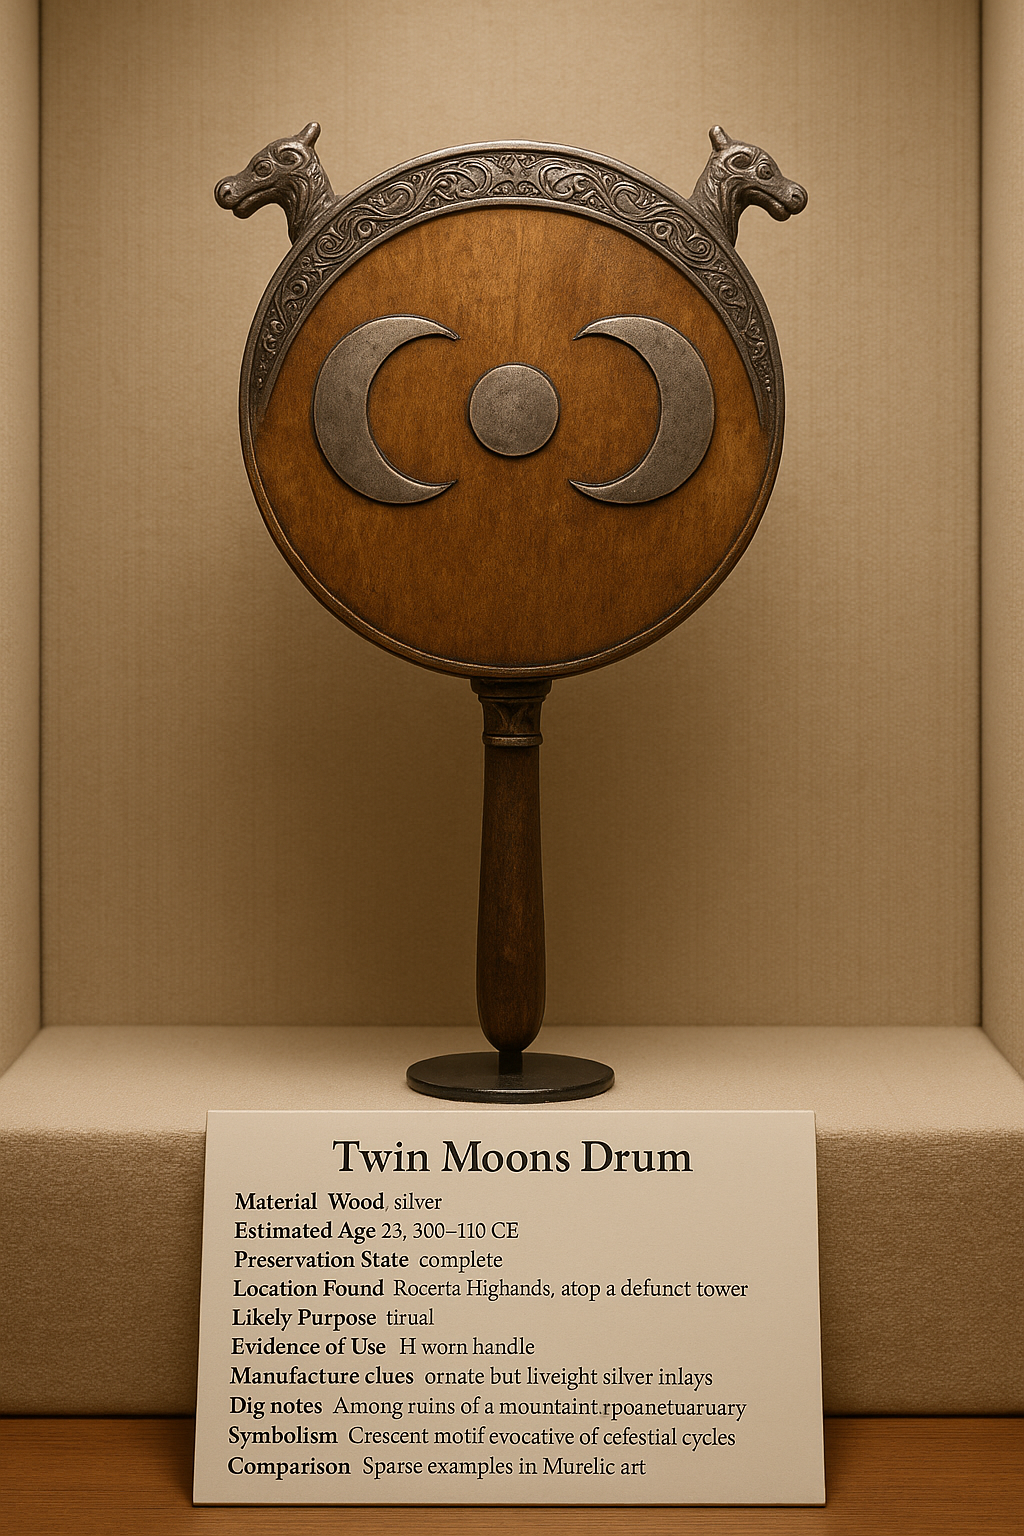 Twin Moons Drum
Material Wood, silver
Estimated Age 23, 300–110 CE
Preservation State complete
Location Found Rocerta Highands, atop a defunct tower
Likely Purpose tirual
Evidence of Use H worn handle
Manufacture clues ornate but liveight silver inlays
Dig notes Among ruins of a mountaint.rpoanetuaruary
Symbolism Crescent motif evocative of cefestial cycles
Comparison Sparse examples in Murelic art